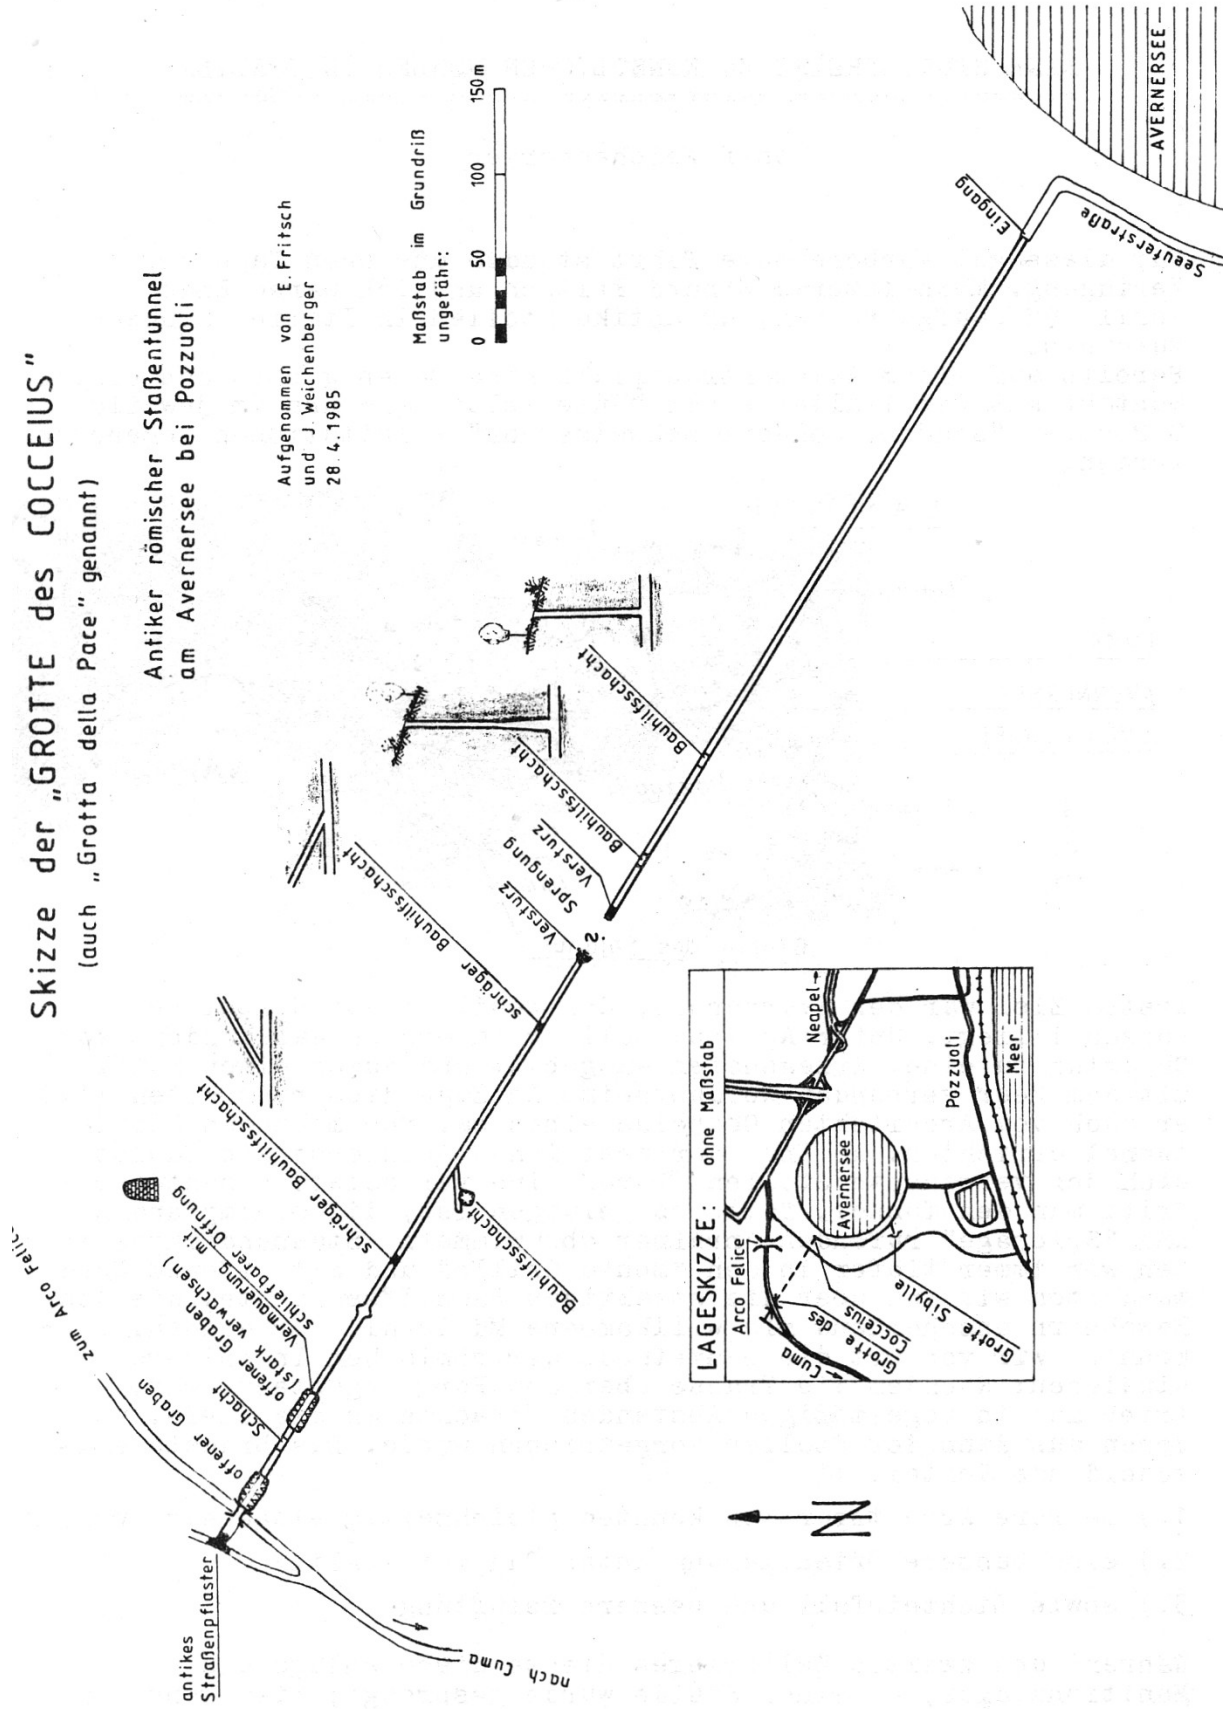 Skizze der „GROTTE des COCCEIUS"
(auch „Grotta della Pace" genannt)
Antiker römischer Staßentunnel
am Avernersee bei Pozzuoli
Aufgenommen von E. Fritsch
und J. Weichenberger
28.4.1985
Maßstab im Grundriß
ungefähr:
0 50 100 150 m
zum Arco Felice
antikes
Straßenpflaster
nach Cuma
offener Graben
Schacht
offener Graben
(stark verwachsen)
Vermauerung mit
schliefbarer Öffnung
schräger Bauhilfsschacht
Bauhilfsschacht
schräger Bauhilfsschacht
Versturz
?
Sprengung
Versturz
Bauhilfsschacht
Bauhilfsschacht
Eingang
Seeuferstraße
AVERNERSEE
N
LAGESKIZZE: ohne Maßstab
Arco Felice
Neapel→
Avernersee
←Cuma
Grotte des
Cocceius
Grotte Sibylle
Pozzuoli
Meer